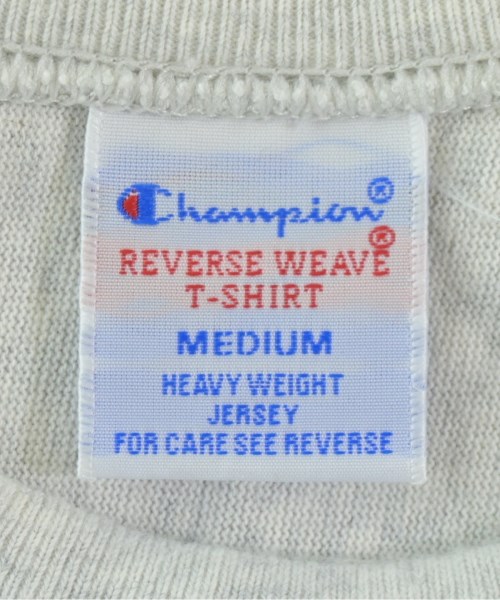 Champion®
REVERSE WEAVE®
T-SHIRT
MEDIUM
HEAVY WEIGHT
JERSEY
FOR CARE SEE REVERSE